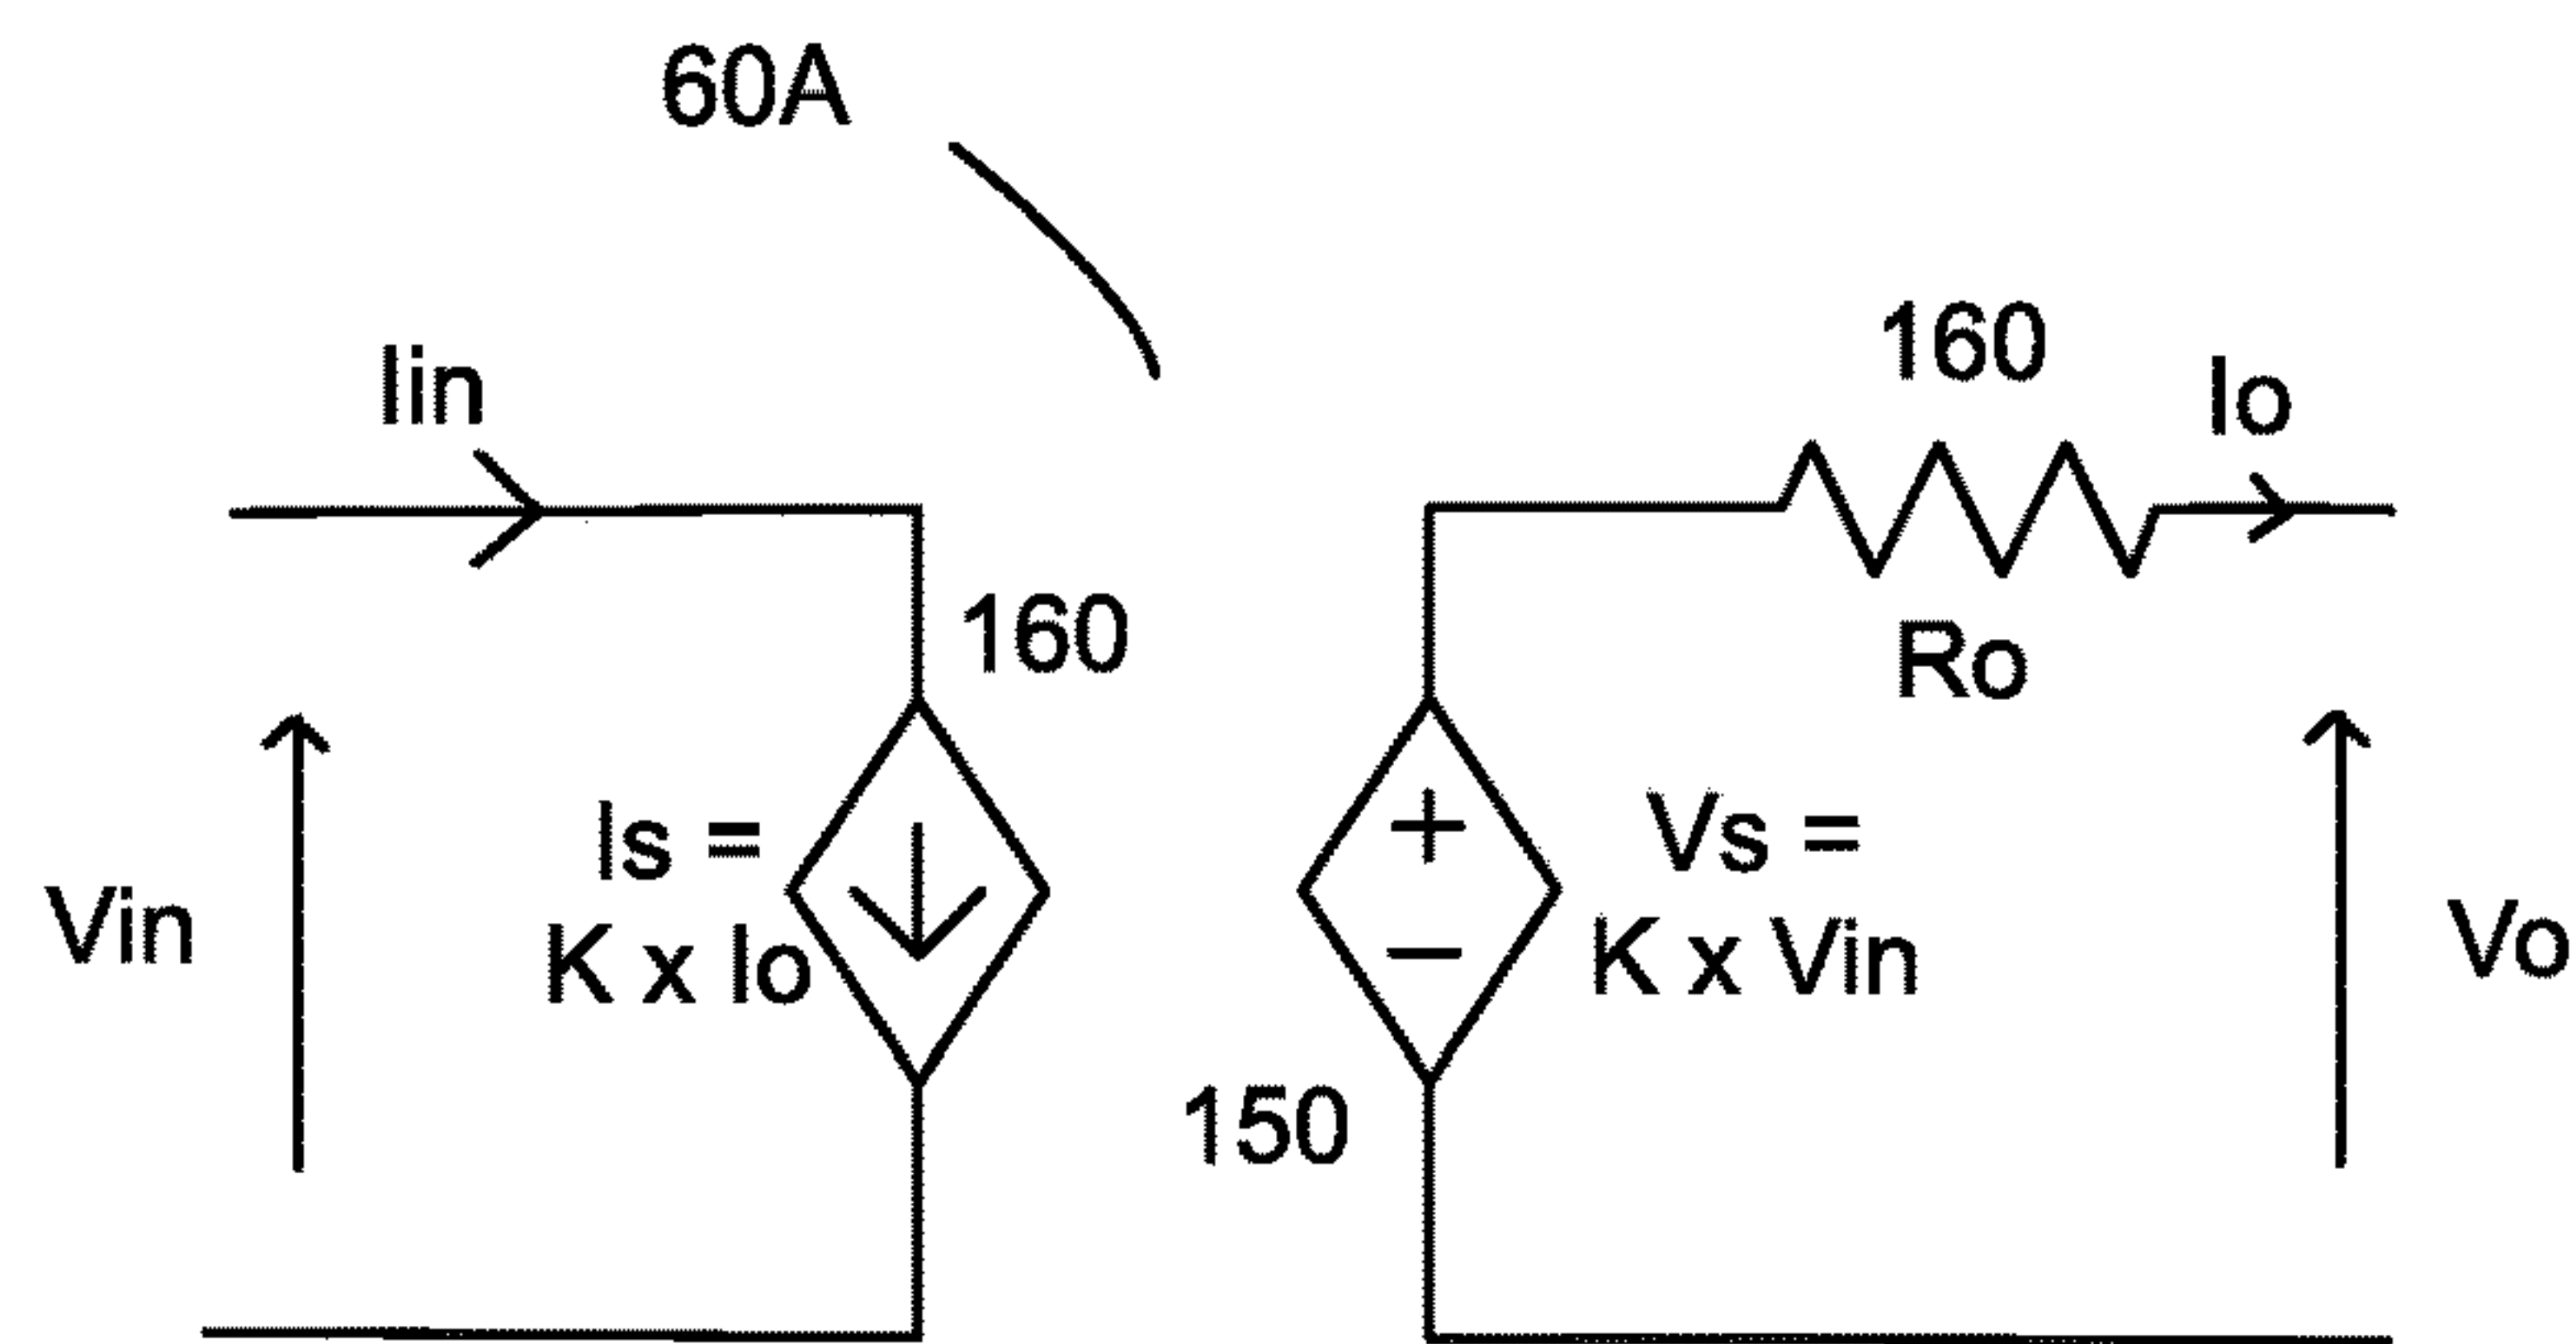 60A
160
Iin
Io
160
Ro
Is =
K x Io
Vs =
K x Vin
Vin
Vo
150